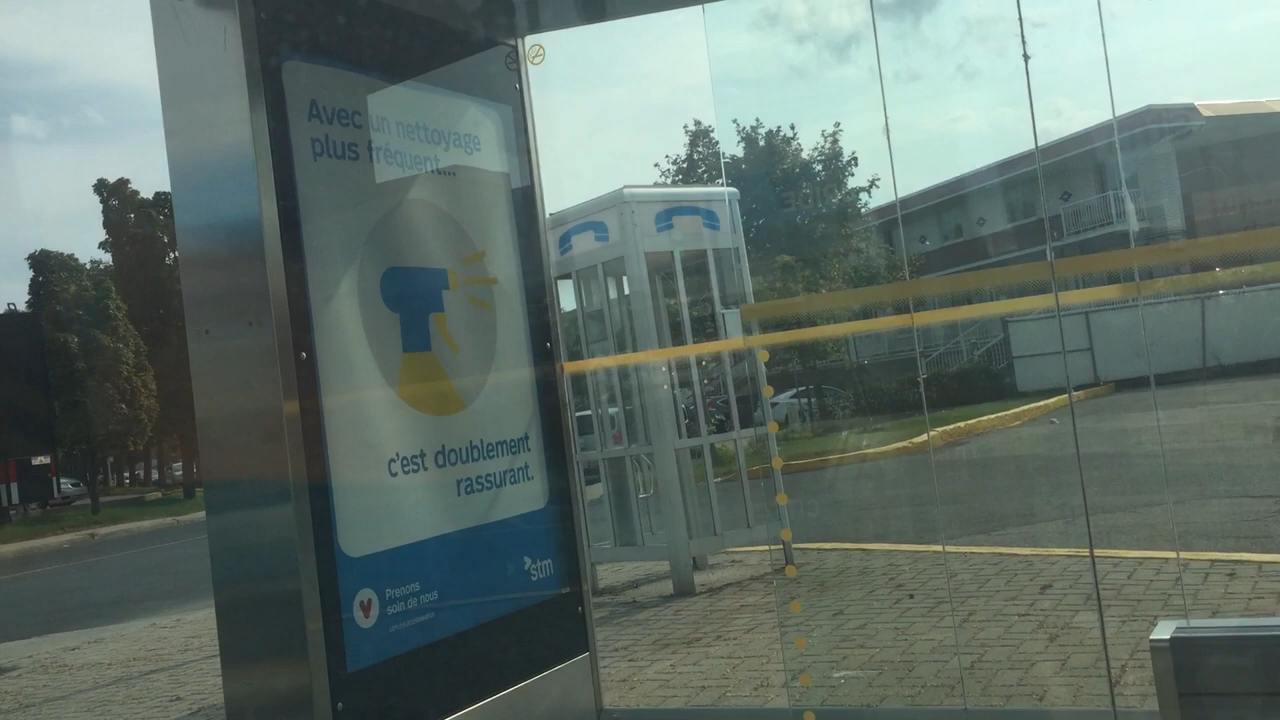 Avec un nettoyage
plus fréquent...
c'est doublement
rassurant.
stm
Prenons
soin de nous